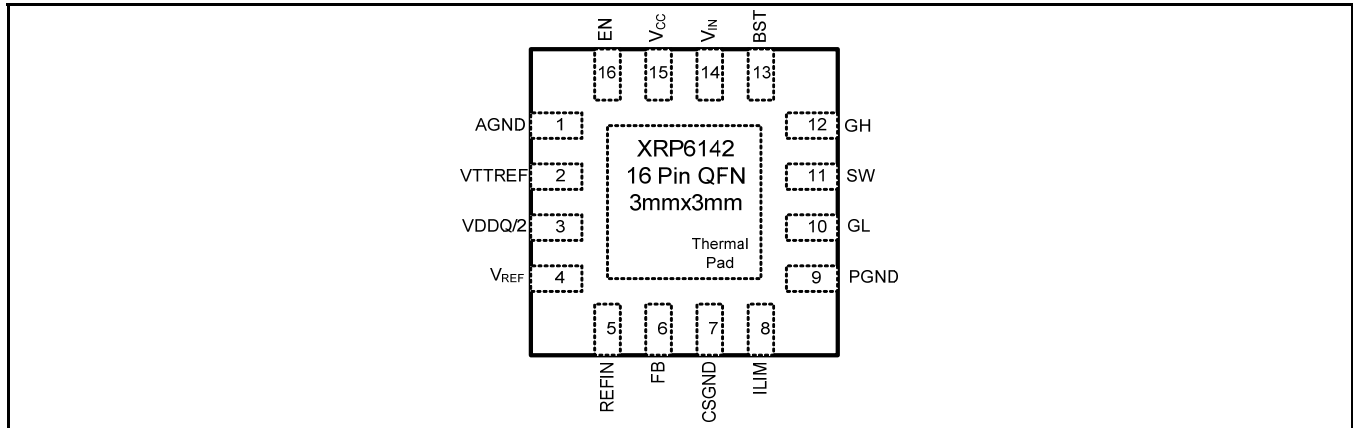 EN VCC VIN BST
16 15 14 13
AGND 1
VTTREF 2
VDDQ/2 3
VREF 4
XRP6142
16 Pin QFN
3mmx3mm
Thermal
Pad
12 GH
11 SW
10 GL
9 PGND
5 6 7 8
REFIN FB CSGND ILIM